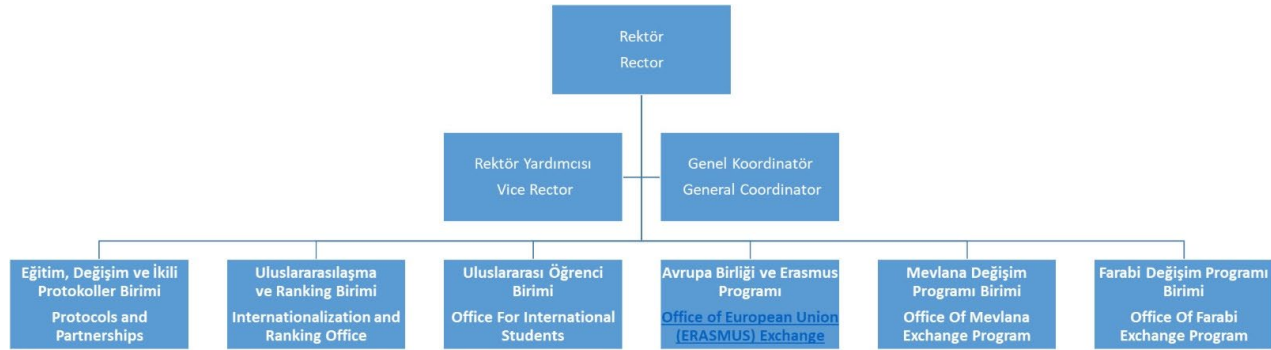 Rektör
Rector
Rektör Yardımcısı
Vice Rector
Genel Koordinatör
General Coordinator
Eğitim, Değişim ve İkili
Protokoller Birimi
Protocols and
Partnerships
Uluslararasılaşma
ve Ranking Birimi
Internationalization and
Ranking Office
Uluslararası Öğrenci
Birimi
Office For International
Students
Avrupa Birliği ve Erasmus
Programı
Office of European Union
(ERASMUS) Exchange
Mevlana Değişim
Programı Birimi
Office Of Mevlana
Exchange Program
Farabi Değişim Programı
Birimi
Office Of Farabi
Exchange Program